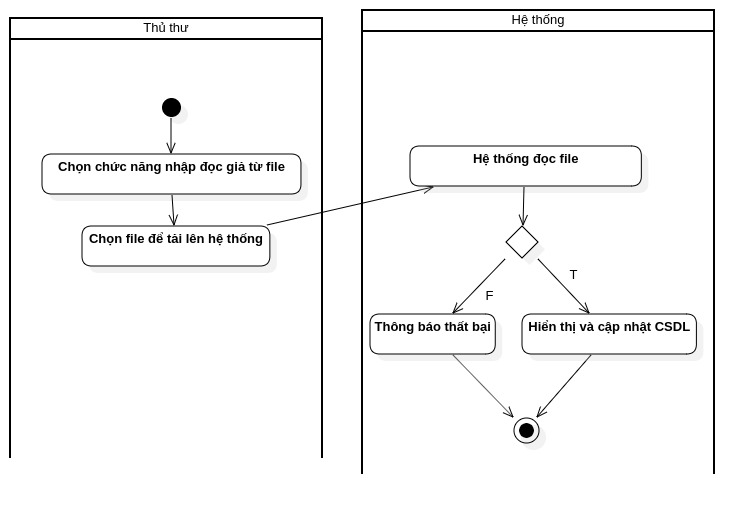 Thủ thư
Hệ thống
Chọn chức năng nhập đọc giả từ file
Hệ thống đọc file
Chọn file để tải lên hệ thống
T
F
Thông báo thất bại
Hiển thị và cập nhật CSDL